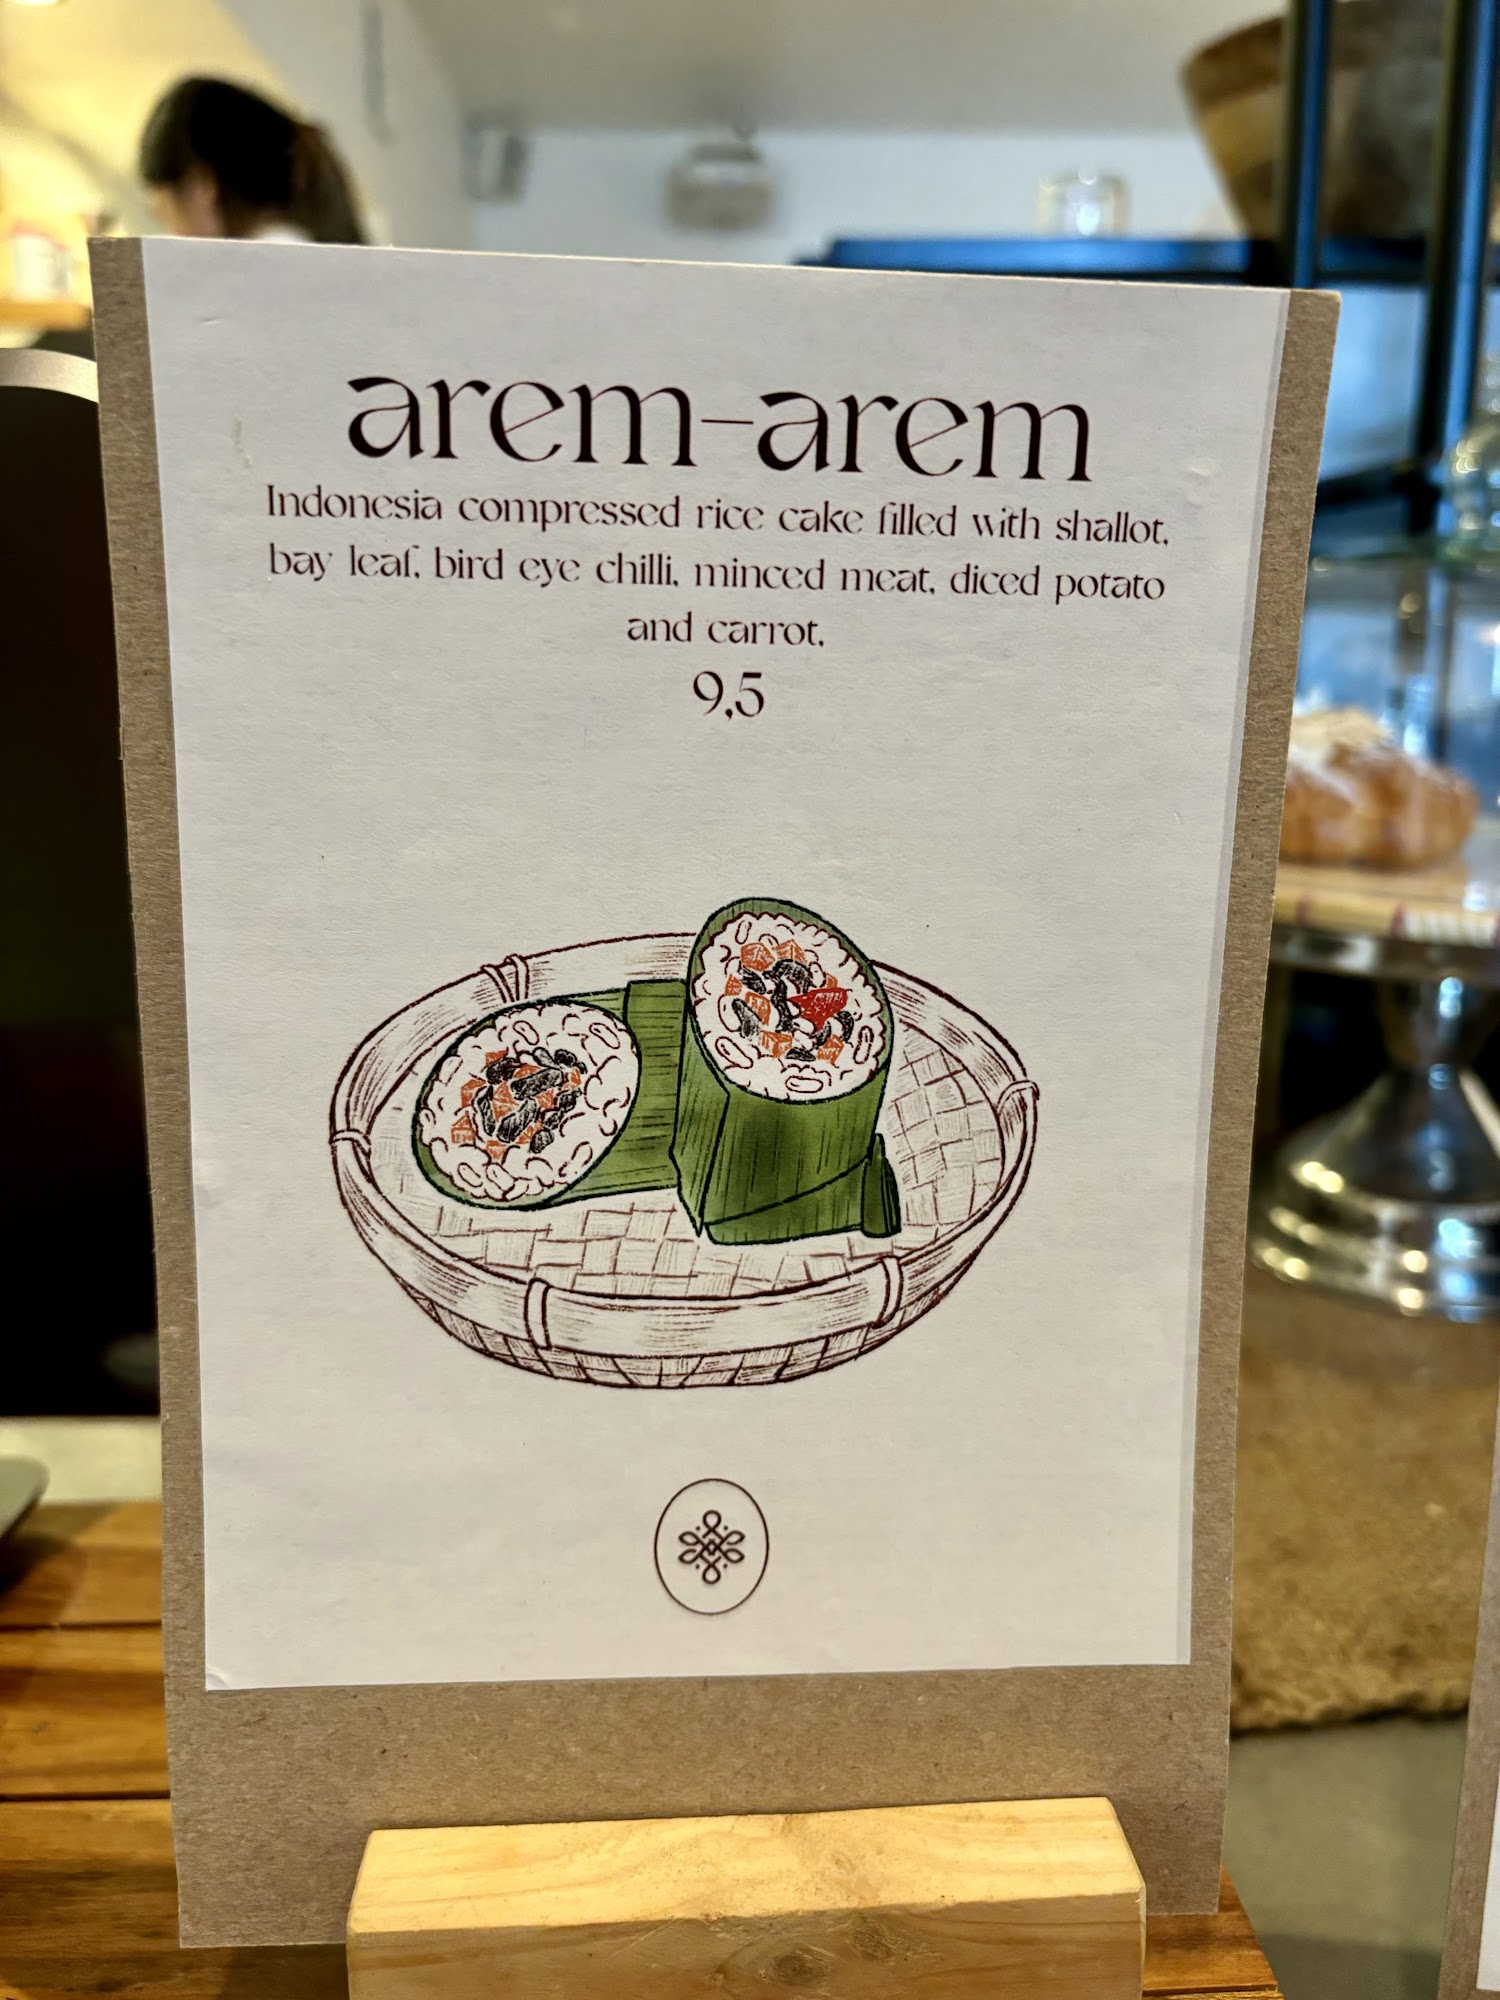 arem-arem
Indonesia compressed rice cake filled with shallot,
bay leaf, bird eye chilli, minced meat, diced potato
and carrot,
9,5